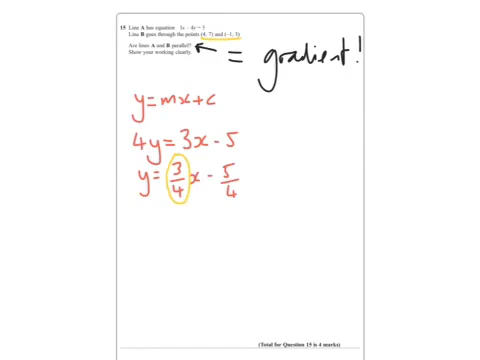 15 Line A has equation 3x – 4y = 5
Line B goes through the points (4, 7) and (–1, 3)
Are lines A and B parallel?
Show your working clearly.
= gradient!
y = mx + c
4y = 3x - 5
y = 3/4 x - 5/4
(Total for Question 15 is 4 marks)